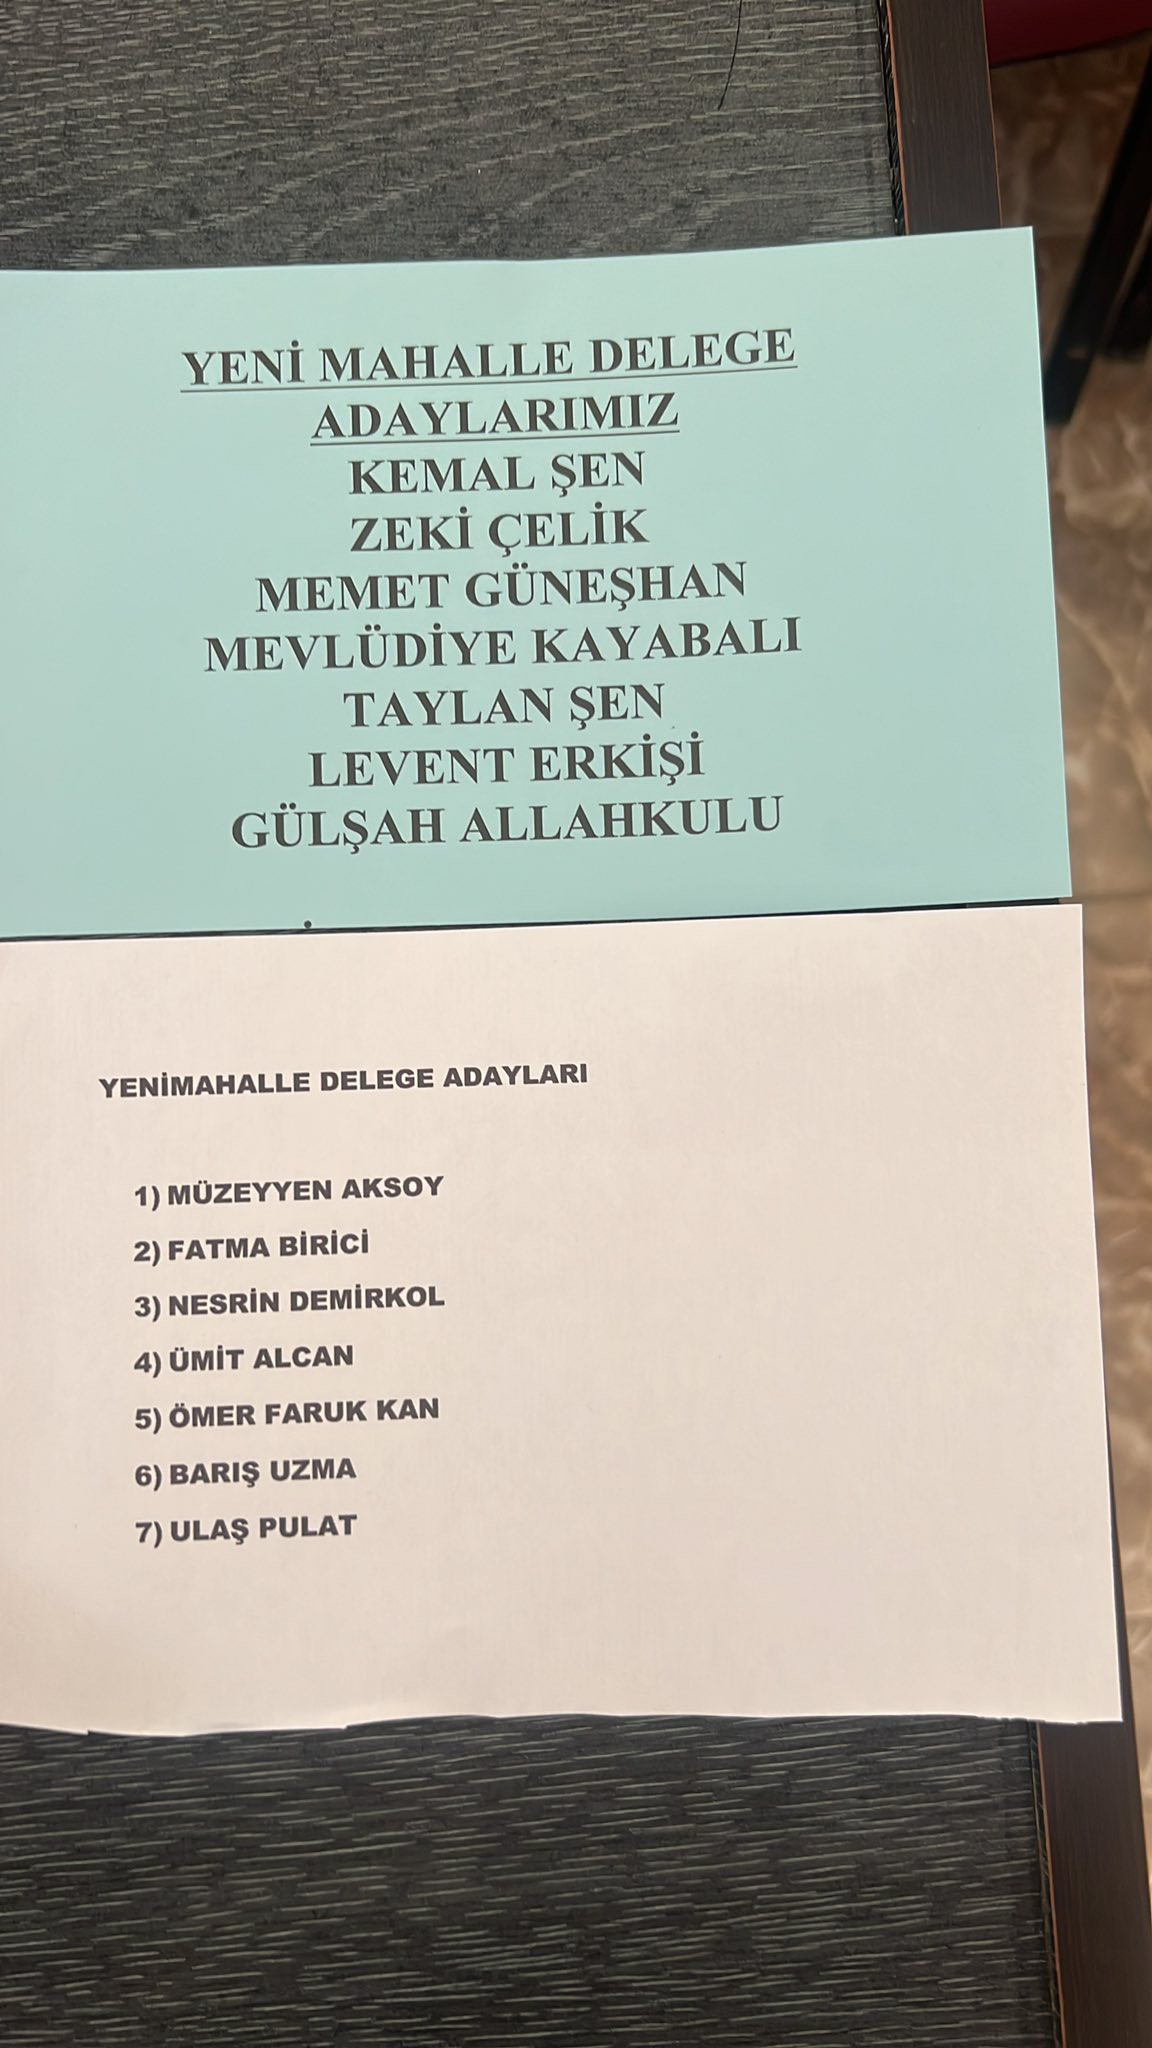 YENİ MAHALLE DELEGE
ADAYLARIMIZ
KEMAL ŞEN
ZEKİ ÇELİK
MEMET GÜNEŞHAN
MEVLÜDİYE KAYABALI
TAYLAN ŞEN
LEVENT ERKİŞİ
GÜLŞAH ALLAHKULU
YENİMAHALLE DELEGE ADAYLARI
1) MÜZEYYEN AKSOY
2) FATMA BİRİCİ
3) NESRİN DEMİRKOL
4) ÜMİT ALCAN
5) ÖMER FARUK KAN
6) BARIŞ UZMA
7) ULAŞ PULAT